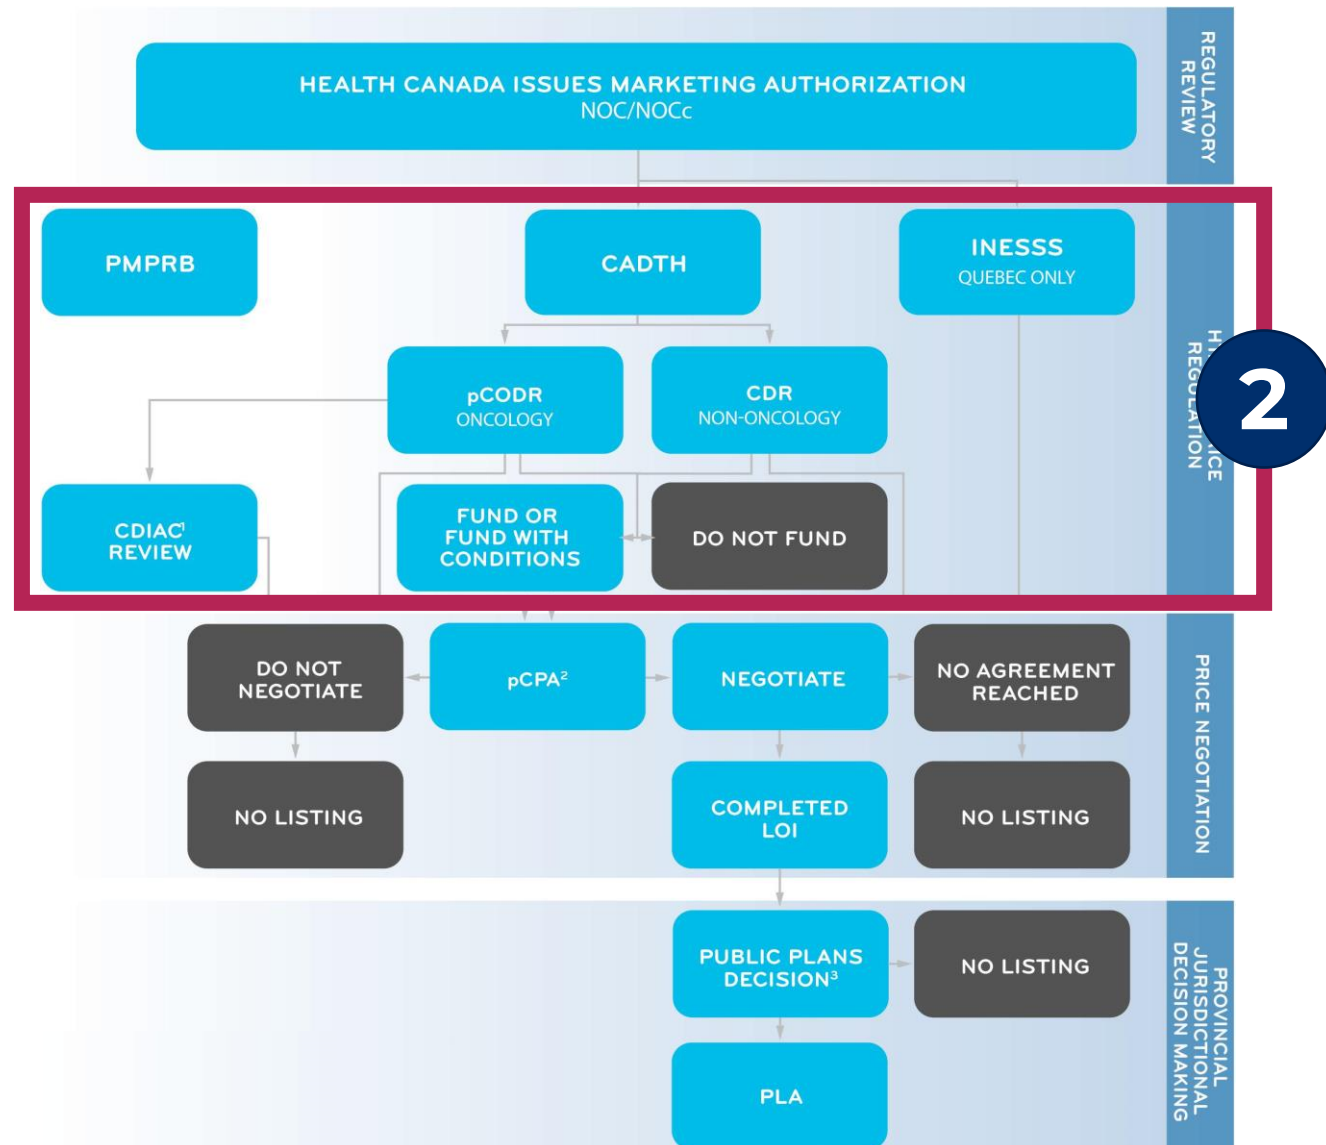 HEALTH CANADA ISSUES MARKETING AUTHORIZATION
NOC/NOCc
REGULATORY
REVIEW
PMPRB
CADTH
INESSS
QUEBEC ONLY
pCODR
ONCOLOGY
CDR
NON-ONCOLOGY
REGULATION
2
CDIAC¹
REVIEW
FUND OR
FUND WITH
CONDITIONS
DO NOT FUND
DO NOT
NEGOTIATE
pCPA²
NEGOTIATE
NO AGREEMENT
REACHED
PRICE NEGOTIATION
NO LISTING
COMPLETED
LOI
NO LISTING
PUBLIC PLANS
DECISION³
NO LISTING
PROVINCIAL
JURISDICTIONAL
DECISION MAKING
PLA